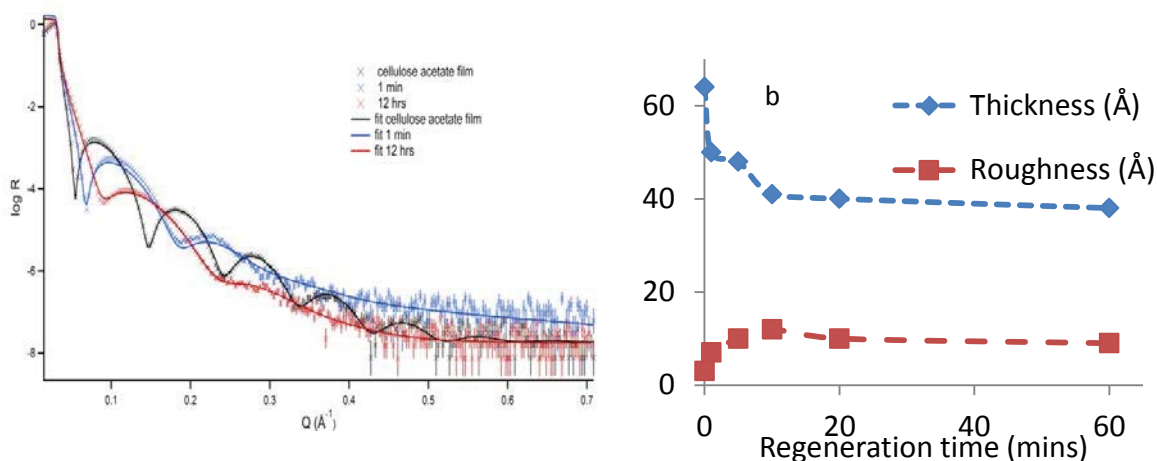 0
-2
-4
-6
-8
log R
0.1 0.2 0.3 0.4 0.5 0.6 0.7
Q (Å⁻¹)
cellulose acetate film
1 min
12 hrs
fit cellulose acetate film
fit 1 min
fit 12 hrs
60
40
20
0
b
Thickness (Å)
Roughness (Å)
0 20 40 60
Regeneration time (mins)